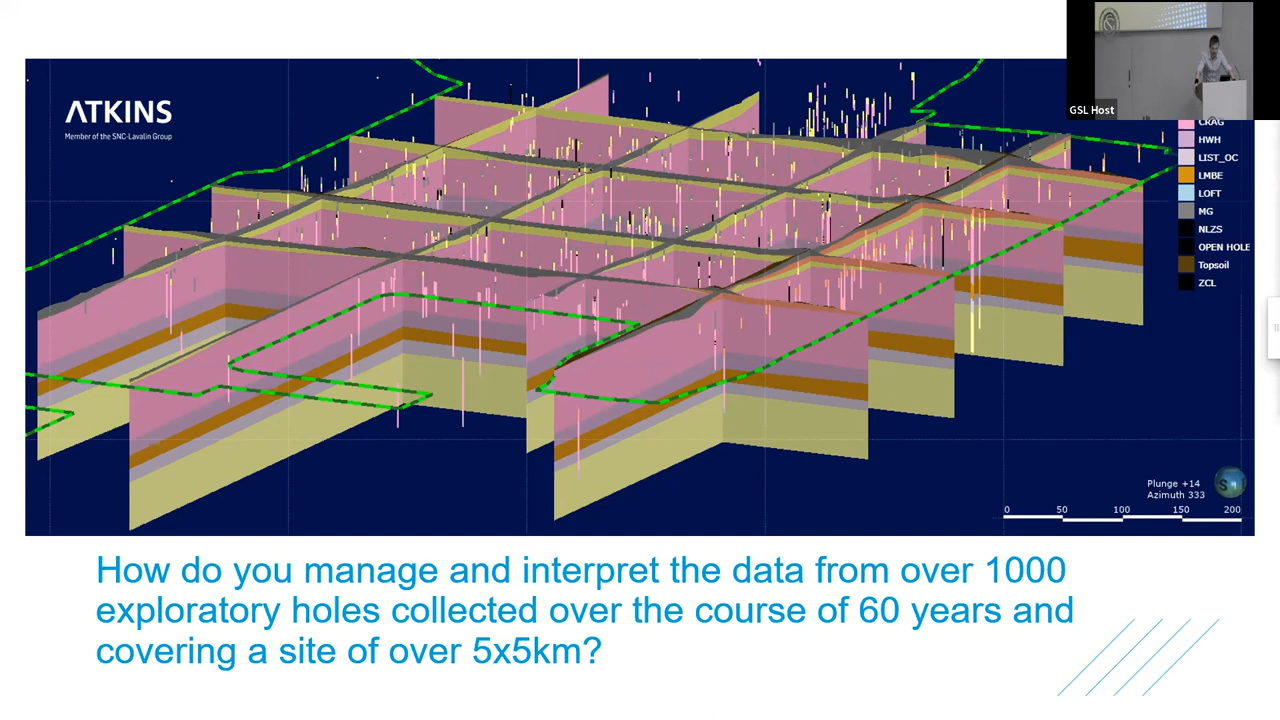 ATKINS
Member of the SNC-Lavalin Group
GSL Host
CRAG
HWH
LIST_OC
LMBE
LOFT
MG
NLZS
OPEN HOLE
Topsoil
ZCL
Plunge +14
Azimuth 333
0 50 100 150 200
How do you manage and interpret the data from over 1000
exploratory holes collected over the course of 60 years and
covering a site of over 5x5km?